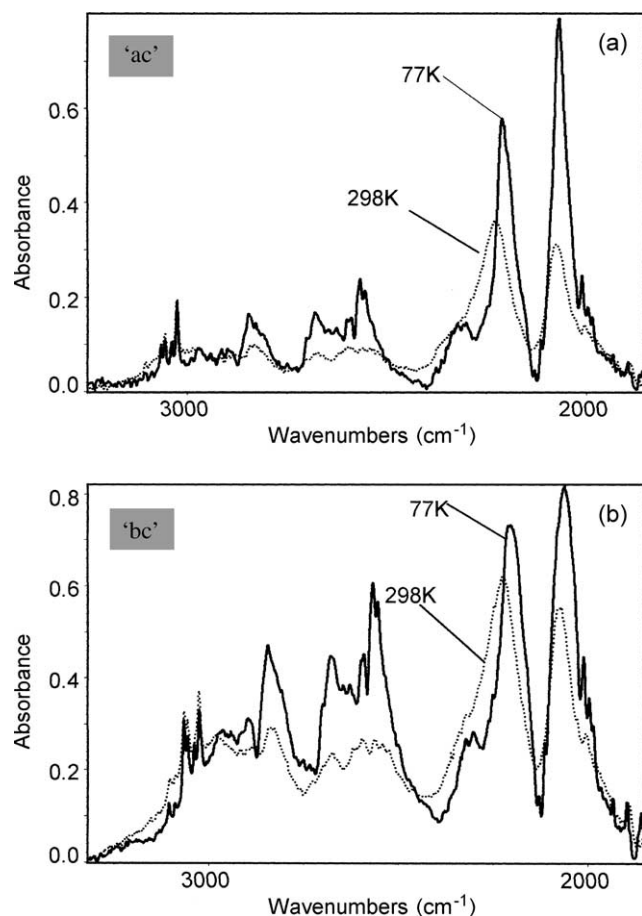 ‘ac’
(a)
77K
298K
Absorbance
0.6
0.4
0.2
0.0
3000
2000
Wavenumbers (cm⁻¹)
‘bc’
(b)
77K
298K
Absorbance
0.8
0.6
0.4
0.2
0.0
3000
2000
Wavenumbers (cm⁻¹)